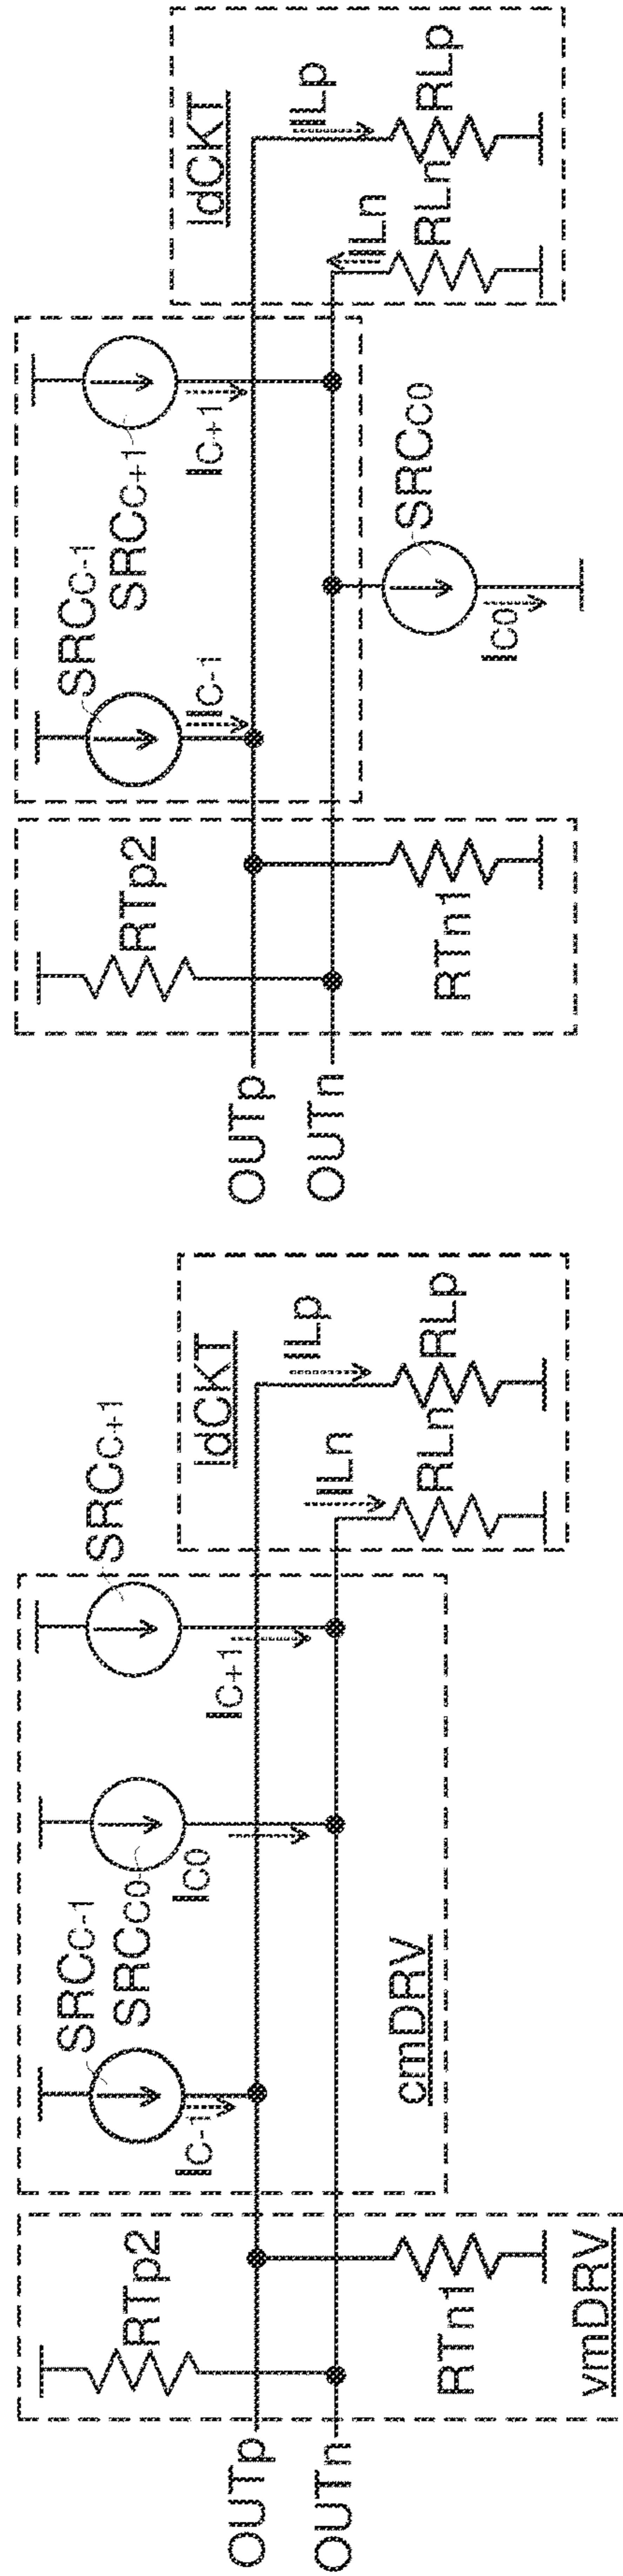 OUTp
OUTn
RTp2
RTn1
vmDRV
SRCC-1
SRCC0
SRCC+1
IC-1
IC0
IC+1
cmDRV
ldCKT
ILn
ILp
RLn
RLp
OUTp
OUTn
RTp2
RTn1
SRCC-1
SRCC+1
IC-1
IC+1
SRCC0
IC0
ldCKT
ILn
ILp
RLn
RLp